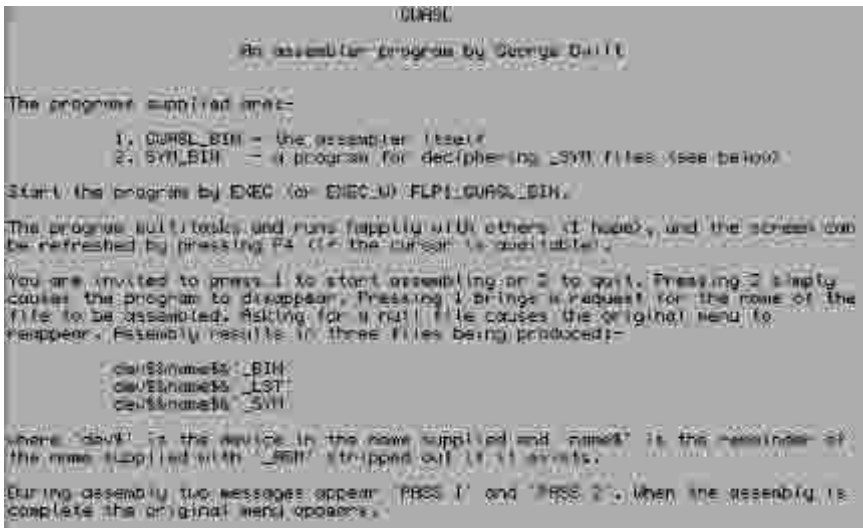 GWASL
An assembler program by George Gwilt
The programs supplied are:-
1. GWASL_BIN - the assembler itself
2. SYM_BIN - a program for deciphering _SYM files (see below)
Start the program by EXEC (or EXEC_W) FLP1_GWASL_BIN.
The program multitasks and runs happily with others (I hope), and the screen can
be refreshed by pressing F4 (if the cursor is available).
You are invited to press 1 to start assembling or 2 to quit. Pressing 2 simply
causes the program to disappear. Pressing 1 brings a request for the name of the
file to be assembled. Asking for a null file causes the original menu to
reappear. Assembly results in three files being produced:-
dev$&name$&'_BIN'
dev$&name$&'_LST'
dev$&name$&'_SYM'
where 'dev$' is the device in the name supplied and 'name$' is the remainder of
the name supplied with '_ASM' stripped out if it exists.
During assembly two messages appear 'PASS 1' and 'PASS 2'. When the assembly is
complete the original menu appears.